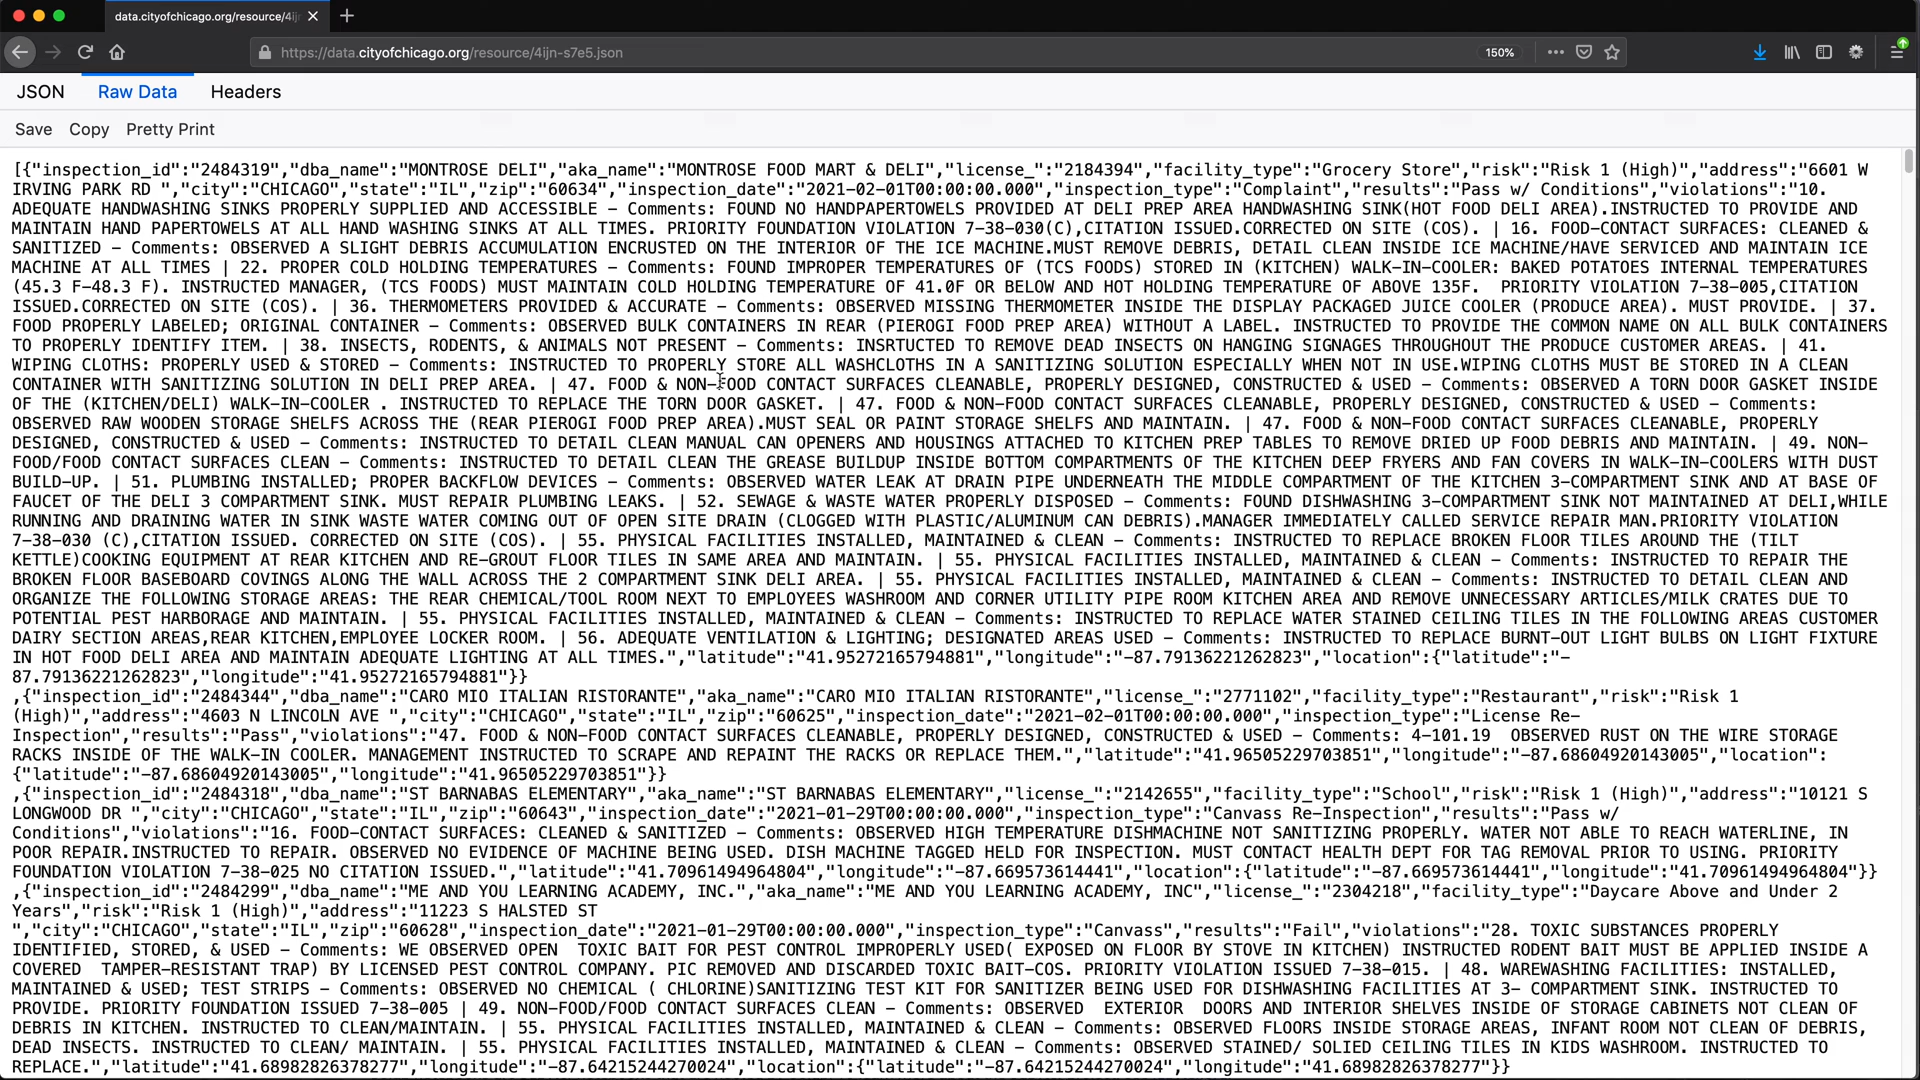 data.cityofchicago.org/resource/4ij
https://data.cityofchicago.org/resource/4ijn-s7e5.json
150%
JSON Raw Data Headers
Save Copy Pretty Print
[{"inspection_id":"2484319","dba_name":"MONTROSE DELI","aka_name":"MONTROSE FOOD MART & DELI","license_":"2184394","facility_type":"Grocery Store","risk":"Risk 1 (High)","address":"6601 W
IRVING PARK RD ","city":"CHICAGO","state":"IL","zip":"60634","inspection_date":"2021-02-01T00:00:00.000","inspection_type":"Complaint","results":"Pass w/ Conditions","violations":"10.
ADEQUATE HANDWASHING SINKS PROPERLY SUPPLIED AND ACCESSIBLE - Comments: FOUND NO HANDPAPERTOWELS PROVIDED AT DELI PREP AREA HANDWASHING SINK(HOT FOOD DELI AREA).INSTRUCTED TO PROVIDE AND
MAINTAIN HAND PAPERTOWELS AT ALL HAND WASHING SINKS AT ALL TIMES. PRIORITY FOUNDATION VIOLATION 7-38-030(C),CITATION ISSUED.CORRECTED ON SITE (COS). | 16. FOOD-CONTACT SURFACES: CLEANED &
SANITIZED - Comments: OBSERVED A SLIGHT DEBRIS ACCUMULATION ENCRUSTED ON THE INTERIOR OF THE ICE MACHINE.MUST REMOVE DEBRIS, DETAIL CLEAN INSIDE ICE MACHINE/HAVE SERVICED AND MAINTAIN ICE
MACHINE AT ALL TIMES | 22. PROPER COLD HOLDING TEMPERATURES - Comments: FOUND IMPROPER TEMPERATURES OF (TCS FOODS) STORED IN (KITCHEN) WALK-IN-COOLER: BAKED POTATOES INTERNAL TEMPERATURES
(45.3 F-48.3 F). INSTRUCTED MANAGER, (TCS FOODS) MUST MAINTAIN COLD HOLDING TEMPERATURE OF 41.0F OR BELOW AND HOT HOLDING TEMPERATURE OF ABOVE 135F.  PRIORITY VIOLATION 7-38-005,CITATION
ISSUED.CORRECTED ON SITE (COS). | 36. THERMOMETERS PROVIDED & ACCURATE - Comments: OBSERVED MISSING THERMOMETER INSIDE THE DISPLAY PACKAGED JUICE COOLER (PRODUCE AREA). MUST PROVIDE. | 37.
FOOD PROPERLY LABELED; ORIGINAL CONTAINER - Comments: OBSERVED BULK CONTAINERS IN REAR (PIEROGI FOOD PREP AREA) WITHOUT A LABEL. INSTRUCTED TO PROVIDE THE COMMON NAME ON ALL BULK CONTAINERS
TO PROPERLY IDENTIFY ITEM. | 38. INSECTS, RODENTS, & ANIMALS NOT PRESENT - Comments: INSRTUCTED TO REMOVE DEAD INSECTS ON HANGING SIGNAGES THROUGHOUT THE PRODUCE CUSTOMER AREAS. | 41.
WIPING CLOTHS: PROPERLY USED & STORED - Comments: INSTRUCTED TO PROPERLY STORE ALL WASHCLOTHS IN A SANITIZING SOLUTION ESPECIALLY WHEN NOT IN USE.WIPING CLOTHS MUST BE STORED IN A CLEAN
CONTAINER WITH SANITIZING SOLUTION IN DELI PREP AREA. | 47. FOOD & NON-FOOD CONTACT SURFACES CLEANABLE, PROPERLY DESIGNED, CONSTRUCTED & USED - Comments: OBSERVED A TORN DOOR GASKET INSIDE
OF THE (KITCHEN/DELI) WALK-IN-COOLER . INSTRUCTED TO REPLACE THE TORN DOOR GASKET. | 47. FOOD & NON-FOOD CONTACT SURFACES CLEANABLE, PROPERLY DESIGNED, CONSTRUCTED & USED - Comments:
OBSERVED RAW WOODEN STORAGE SHELFS ACROSS THE (REAR PIEROGI FOOD PREP AREA).MUST SEAL OR PAINT STORAGE SHELFS AND MAINTAIN. | 47. FOOD & NON-FOOD CONTACT SURFACES CLEANABLE, PROPERLY
DESIGNED, CONSTRUCTED & USED - Comments: INSTRUCTED TO DETAIL CLEAN MANUAL CAN OPENERS AND HOUSINGS ATTACHED TO KITCHEN PREP TABLES TO REMOVE DRIED UP FOOD DEBRIS AND MAINTAIN. | 49. NON-
FOOD/FOOD CONTACT SURFACES CLEAN - Comments: INSTRUCTED TO DETAIL CLEAN THE GREASE BUILDUP INSIDE BOTTOM COMPARTMENTS OF THE KITCHEN DEEP FRYERS AND FAN COVERS IN WALK-IN-COOLERS WITH DUST
BUILD-UP. | 51. PLUMBING INSTALLED; PROPER BACKFLOW DEVICES - Comments: OBSERVED WATER LEAK AT DRAIN PIPE UNDERNEATH THE MIDDLE COMPARTMENT OF THE KITCHEN 3-COMPARTMENT SINK AND AT BASE OF
FAUCET OF THE DELI 3 COMPARTMENT SINK. MUST REPAIR PLUMBING LEAKS. | 52. SEWAGE & WASTE WATER PROPERLY DISPOSED - Comments: FOUND DISHWASHING 3-COMPARTMENT SINK NOT MAINTAINED AT DELI,WHILE
RUNNING AND DRAINING WATER IN SINK WASTE WATER COMING OUT OF OPEN SITE DRAIN (CLOGGED WITH PLASTIC/ALUMINUM CAN DEBRIS).MANAGER IMMEDIATELY CALLED SERVICE REPAIR MAN.PRIORITY VIOLATION
7-38-030 (C),CITATION ISSUED. CORRECTED ON SITE (COS). | 55. PHYSICAL FACILITIES INSTALLED, MAINTAINED & CLEAN - Comments: INSTRUCTED TO REPLACE BROKEN FLOOR TILES AROUND THE (TILT
KETTLE)COOKING EQUIPMENT AT REAR KITCHEN AND RE-GROUT FLOOR TILES IN SAME AREA AND MAINTAIN. | 55. PHYSICAL FACILITIES INSTALLED, MAINTAINED & CLEAN - Comments: INSTRUCTED TO REPAIR THE
BROKEN FLOOR BASEBOARD COVINGS ALONG THE WALL ACROSS THE 2 COMPARTMENT SINK DELI AREA. | 55. PHYSICAL FACILITIES INSTALLED, MAINTAINED & CLEAN - Comments: INSTRUCTED TO DETAIL CLEAN AND
ORGANIZE THE FOLLOWING STORAGE AREAS: THE REAR CHEMICAL/TOOL ROOM NEXT TO EMPLOYEES WASHROOM AND CORNER UTILITY PIPE ROOM KITCHEN AREA AND REMOVE UNNECESSARY ARTICLES/MILK CRATES DUE TO
POTENTIAL PEST HARBORAGE AND MAINTAIN. | 55. PHYSICAL FACILITIES INSTALLED, MAINTAINED & CLEAN - Comments: INSTRUCTED TO REPLACE WATER STAINED CEILING TILES IN THE FOLLOWING AREAS CUSTOMER
DAIRY SECTION AREAS,REAR KITCHEN,EMPLOYEE LOCKER ROOM. | 56. ADEQUATE VENTILATION & LIGHTING; DESIGNATED AREAS USED - Comments: INSTRUCTED TO REPLACE BURNT-OUT LIGHT BULBS ON LIGHT FIXTURE
IN HOT FOOD DELI AREA AND MAINTAIN ADEQUATE LIGHTING AT ALL TIMES.","latitude":"41.95272165794881","longitude":"-87.79136221262823","location":{"latitude":"-
87.79136221262823","longitude":"41.95272165794881"}}
,{"inspection_id":"2484344","dba_name":"CARO MIO ITALIAN RISTORANTE","aka_name":"CARO MIO ITALIAN RISTORANTE","license_":"2771102","facility_type":"Restaurant","risk":"Risk 1
(High)","address":"4603 N LINCOLN AVE ","city":"CHICAGO","state":"IL","zip":"60625","inspection_date":"2021-02-01T00:00:00.000","inspection_type":"License Re-
Inspection","results":"Pass","violations":"47. FOOD & NON-FOOD CONTACT SURFACES CLEANABLE, PROPERLY DESIGNED, CONSTRUCTED & USED - Comments: 4-101.19  OBSERVED RUST ON THE WIRE STORAGE
RACKS INSIDE OF THE WALK-IN COOLER. MANAGEMENT INSTRUCTED TO SCRAPE AND REPAINT THE RACKS OR REPLACE THEM.","latitude":"41.96505229703851","longitude":"-87.68604920143005","location":
{"latitude":"-87.68604920143005","longitude":"41.96505229703851"}}
,{"inspection_id":"2484318","dba_name":"ST BARNABAS ELEMENTARY","aka_name":"ST BARNABAS ELEMENTARY","license_":"2142655","facility_type":"School","risk":"Risk 1 (High)","address":"10121 S
LONGWOOD DR ","city":"CHICAGO","state":"IL","zip":"60643","inspection_date":"2021-01-29T00:00:00.000","inspection_type":"Canvass Re-Inspection","results":"Pass w/
Conditions","violations":"16. FOOD-CONTACT SURFACES: CLEANED & SANITIZED - Comments: OBSERVED HIGH TEMPERATURE DISHMACHINE NOT SANITIZING PROPERLY. WATER NOT ABLE TO REACH WATERLINE, IN
POOR REPAIR.INSTRUCTED TO REPAIR. OBSERVED NO EVIDENCE OF MACHINE BEING USED. DISH MACHINE TAGGED HELD FOR INSPECTION. MUST CONTACT HEALTH DEPT FOR TAG REMOVAL PRIOR TO USING. PRIORITY
FOUNDATION VIOLATION 7-38-025 NO CITATION ISSUED.","latitude":"41.70961494964804","longitude":"-87.669573614441","location":{"latitude":"-87.669573614441","longitude":"41.70961494964804"}}
,{"inspection_id":"2484299","dba_name":"ME AND YOU LEARNING ACADEMY, INC.","aka_name":"ME AND YOU LEARNING ACADEMY, INC","license_":"2304218","facility_type":"Daycare Above and Under 2
Years","risk":"Risk 1 (High)","address":"11223 S HALSTED ST
","city":"CHICAGO","state":"IL","zip":"60628","inspection_date":"2021-01-29T00:00:00.000","inspection_type":"Canvass","results":"Fail","violations":"28. TOXIC SUBSTANCES PROPERLY
IDENTIFIED, STORED, & USED - Comments: WE OBSERVED OPEN  TOXIC BAIT FOR PEST CONTROL IMPROPERLY USED( EXPOSED ON FLOOR BY STOVE IN KITCHEN) INSTRUCTED RODENT BAIT MUST BE APPLIED INSIDE A
COVERED  TAMPER-RESISTANT TRAP) BY LICENSED PEST CONTROL COMPANY. PIC REMOVED AND DISCARDED TOXIC BAIT-COS. PRIORITY VIOLATION ISSUED 7-38-015. | 48. WAREWASHING FACILITIES: INSTALLED,
MAINTAINED & USED; TEST STRIPS - Comments: OBSERVED NO CHEMICAL ( CHLORINE)SANITIZING TEST KIT FOR SANITIZER BEING USED FOR DISHWASHING FACILITIES AT 3- COMPARTMENT SINK. INSTRUCTED TO
PROVIDE. PRIORITY FOUNDATION ISSUED 7-38-005 | 49. NON-FOOD/FOOD CONTACT SURFACES CLEAN - Comments: OBSERVED  EXTERIOR  DOORS AND INTERIOR SHELVES INSIDE OF STORAGE CABINETS NOT CLEAN OF
DEBRIS IN KITCHEN. INSTRUCTED TO CLEAN/MAINTAIN. | 55. PHYSICAL FACILITIES INSTALLED, MAINTAINED & CLEAN - Comments: OBSERVED FLOORS INSIDE STORAGE AREAS, INFANT ROOM NOT CLEAN OF DEBRIS,
DEAD INSECTS. INSTRUCTED TO CLEAN/ MAINTAIN. | 55. PHYSICAL FACILITIES INSTALLED, MAINTAINED & CLEAN - Comments: OBSERVED STAINED/ SOLIED CEILING TILES IN KIDS WASHROOM. INSTRUCTED TO
REPLACE.","latitude":"41.68982826378277","longitude":"-87.64215244270024","location":{"latitude":"-87.64215244270024","longitude":"41.68982826378277"}}